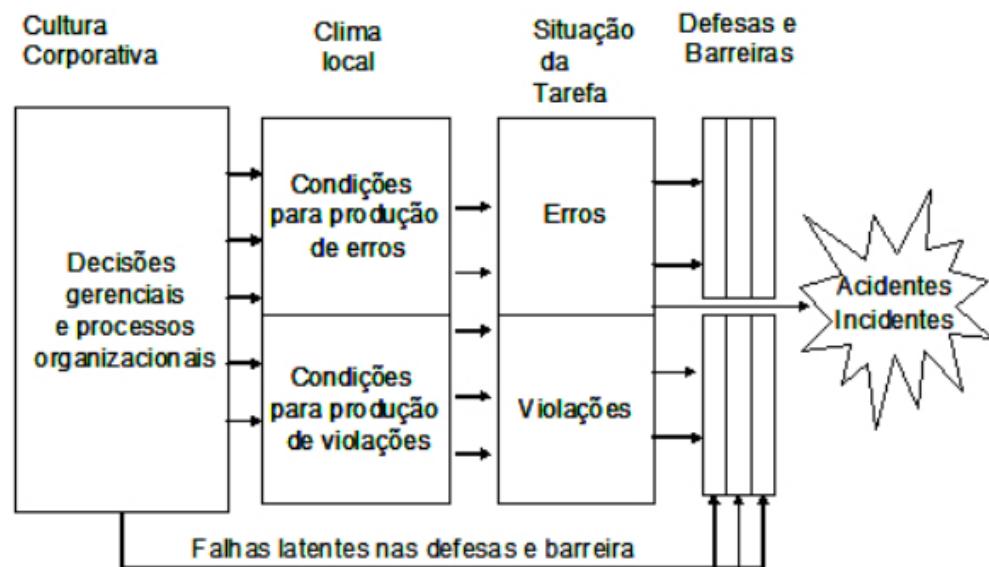 Cultura
Corporativa
Clima
local
Situação
da
Tarefa
Defesas e
Barreiras
Decisões
gerenciais
e processos
organizacionais
Condições
para produção
de erros
Condições
para produção
de violações
Erros
Violações
Acidentes
Incidentes
Falhas latentes nas defesas e barreira